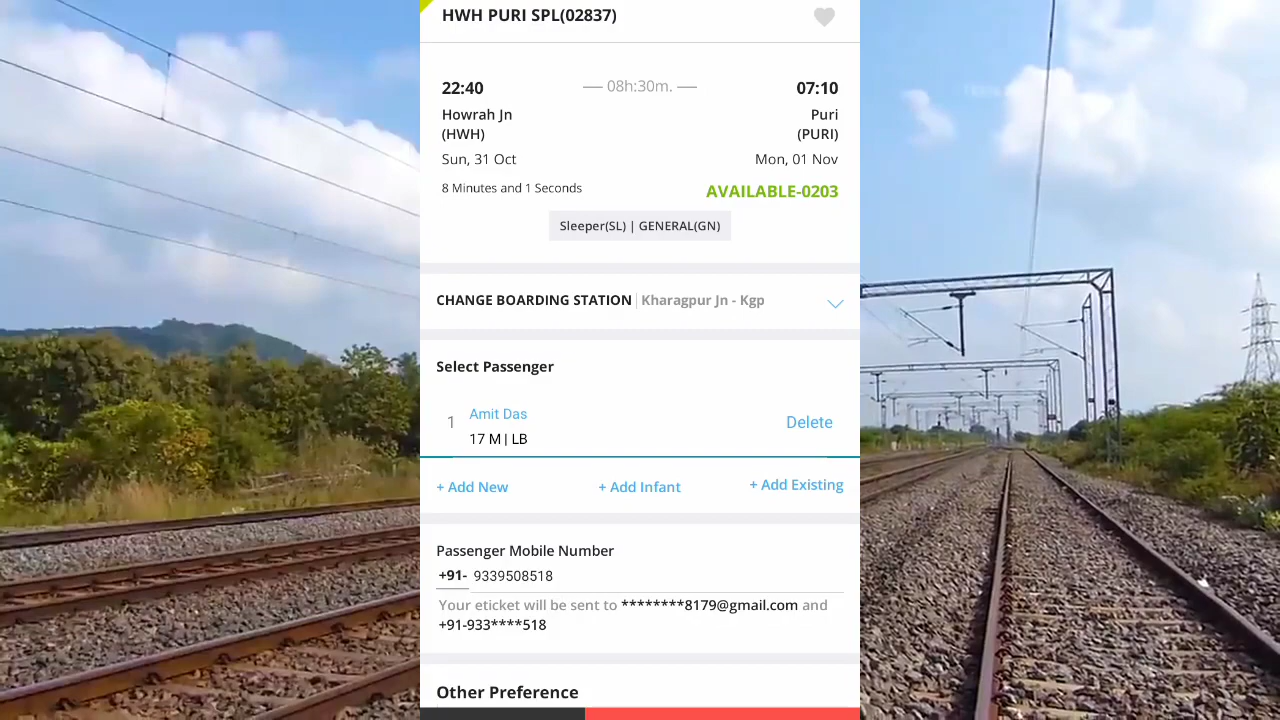 HWH PURI SPL(02837)
22:40
08h:30m.
07:10
Howrah Jn
(HWH)
Puri
(PURI)
Sun, 31 Oct
Mon, 01 Nov
8 Minutes and 1 Seconds
AVAILABLE-0203
Sleeper(SL) | GENERAL(GN)
CHANGE BOARDING STATION | Kharagpur Jn - Kgp
Select Passenger
1
Amit Das
17 M | LB
Delete
+ Add New
+ Add Infant
+ Add Existing
Passenger Mobile Number
+91- 9339508518
Your eticket will be sent to ********8179@gmail.com and
+91-933****518
Other Preference